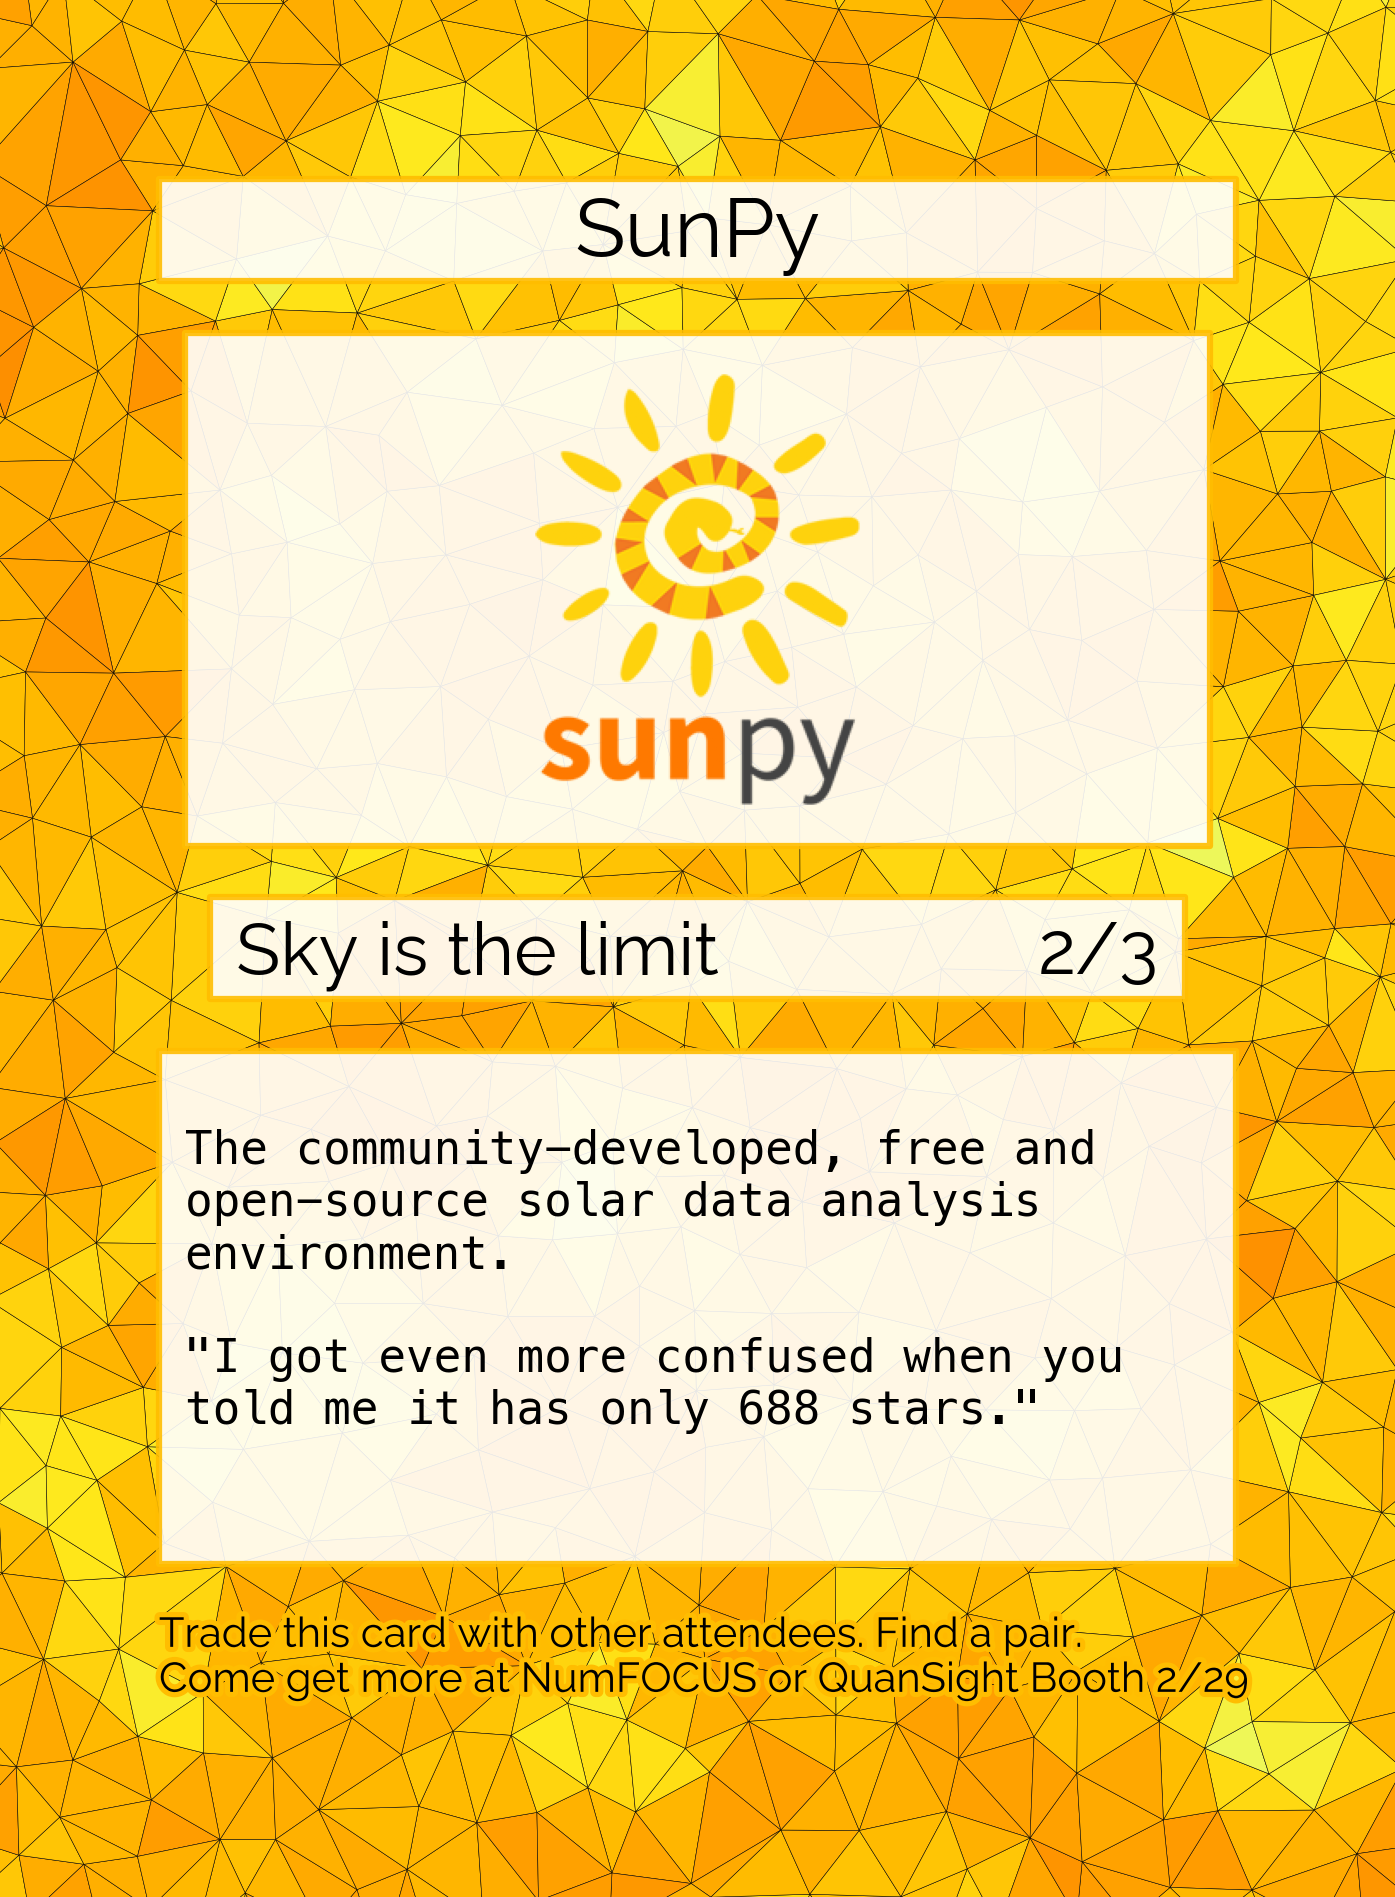 SunPy
sunpy
Sky is the limit 2/3
The community-developed, free and
open-source solar data analysis
environment.
"I got even more confused when you
told me it has only 688 stars."
Trade this card with other attendees. Find a pair.
Come get more at NumFOCUS or QuanSight Booth 2/29